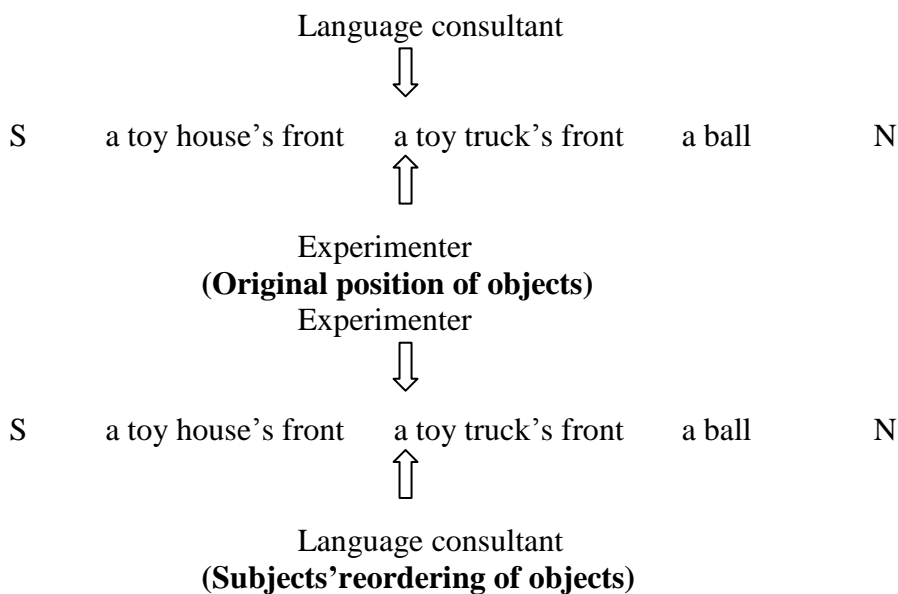 Language consultant
S a toy house’s front a toy truck’s front a ball N
Experimenter
(Original position of objects)
Experimenter
S a toy house’s front a toy truck’s front a ball N
Language consultant
(Subjects’reordering of objects)